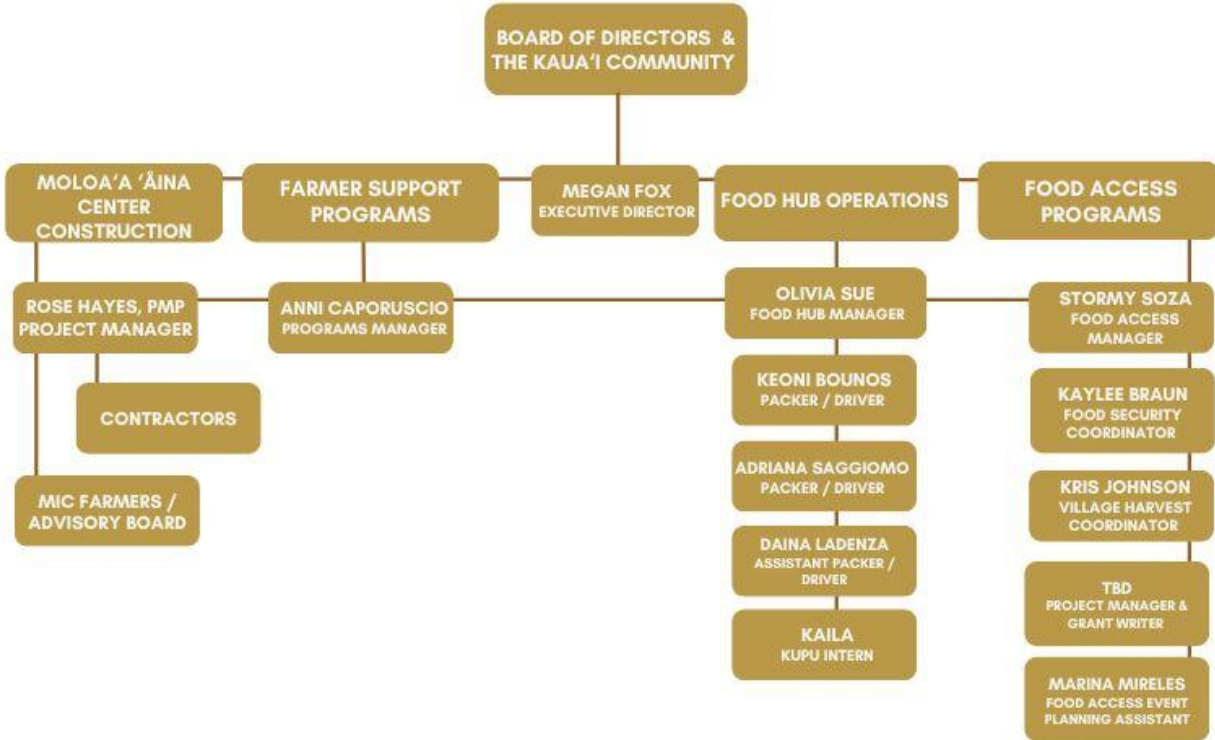 BOARD OF DIRECTORS &
THE KAUAʻI COMMUNITY
MOLOAʻA ʻÅINA
CENTER
CONSTRUCTION
FARMER SUPPORT
PROGRAMS
MEGAN FOX
EXECUTIVE DIRECTOR
FOOD HUB OPERATIONS
FOOD ACCESS
PROGRAMS
ROSE HAYES, PMP
PROJECT MANAGER
ANNI CAPORUSCIO
PROGRAMS MANAGER
OLIVIA SUE
FOOD HUB MANAGER
STORMY SOZA
FOOD ACCESS
MANAGER
CONTRACTORS
MIC FARMERS /
ADVISORY BOARD
KEONI BOUNOS
PACKER / DRIVER
ADRIANA SAGGIOMO
PACKER / DRIVER
DAINA LADENZA
ASSISTANT PACKER /
DRIVER
KAILA
KUPU INTERN
KAYLEE BRAUN
FOOD SECURITY
COORDINATOR
KRIS JOHNSON
VILLAGE HARVEST
COORDINATOR
TBD
PROJECT MANAGER &
GRANT WRITER
MARINA MIRELES
FOOD ACCESS EVENT
PLANNING ASSISTANT